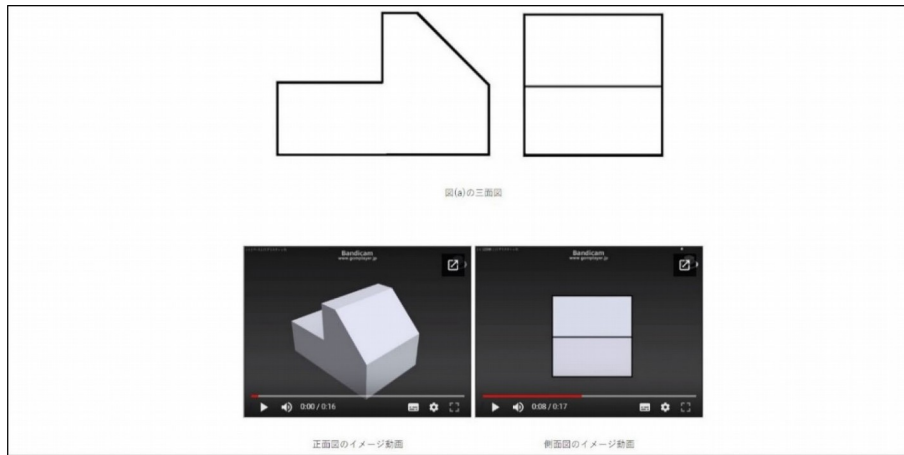 図(a)の三面図
Bandicam
www.gomplayer.jp
Bandicam
www.gomplayer.jp
0:00 / 0:16
0:08 / 0:17
正面図のイメージ動画
側面図のイメージ動画